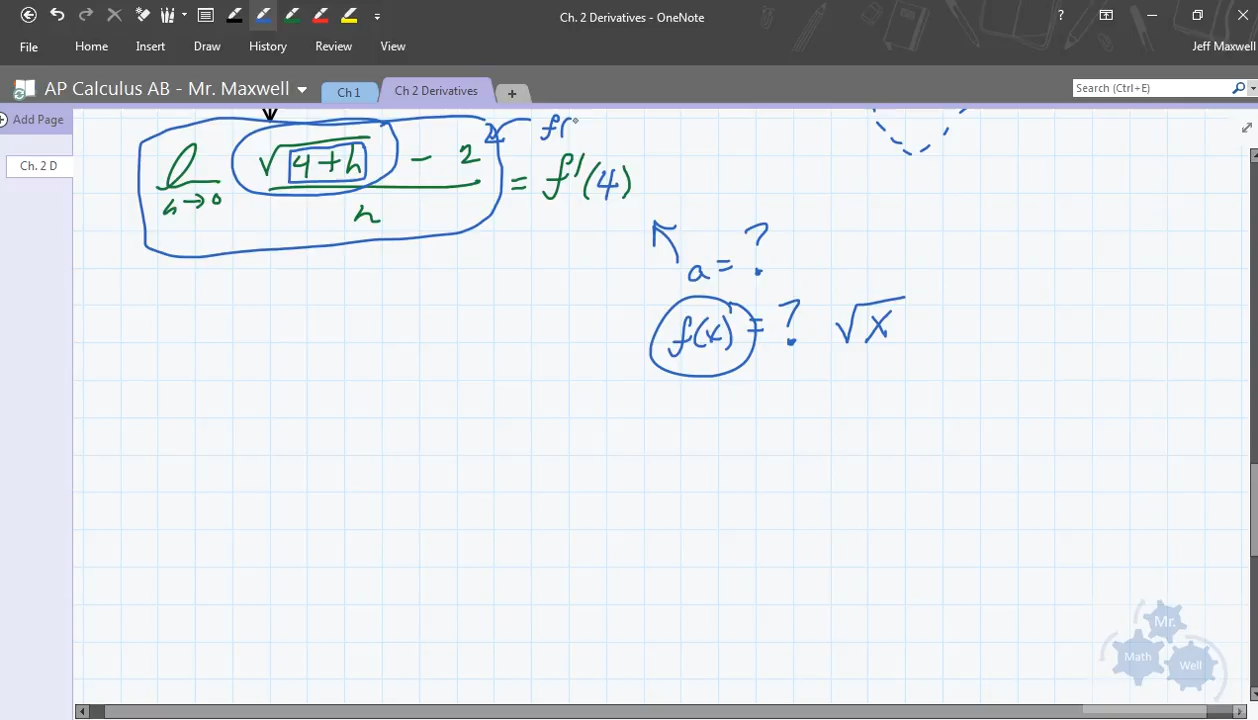 Ch. 2 Derivatives - OneNote
?
File
Home
Insert
Draw
History
Review
View
Jeff Maxwell
AP Calculus AB - Mr. Maxwell
Ch 1
Ch 2 Derivatives
+
Search (Ctrl+E)
Add Page
Ch. 2 D
f(
lim h→0 (√(4+h) - 2)/h = f'(4)
a = ?
f(x) = ? √x
Mr.
Math
Well